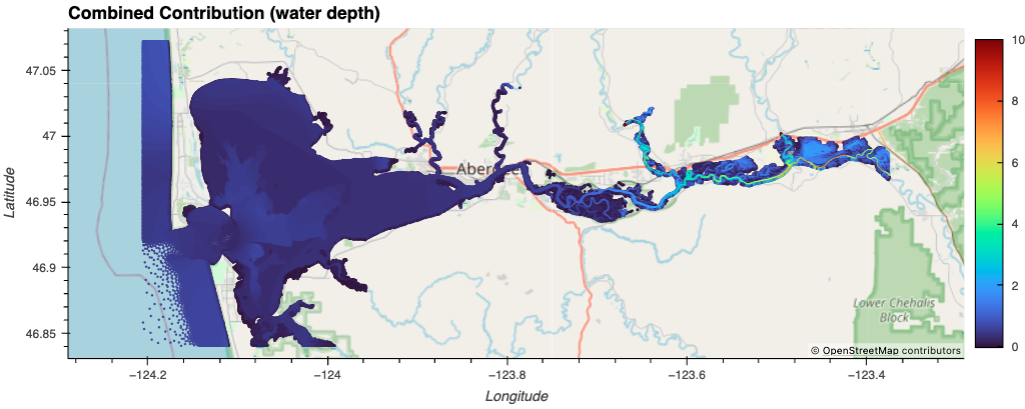 Combined Contribution (water depth)
47.05
47
46.95
46.9
46.85
Latitude
−124.2
−124
−123.8
−123.6
−123.4
Longitude
Lower Chehalis
Block
© OpenStreetMap contributors
10
8
6
4
2
0